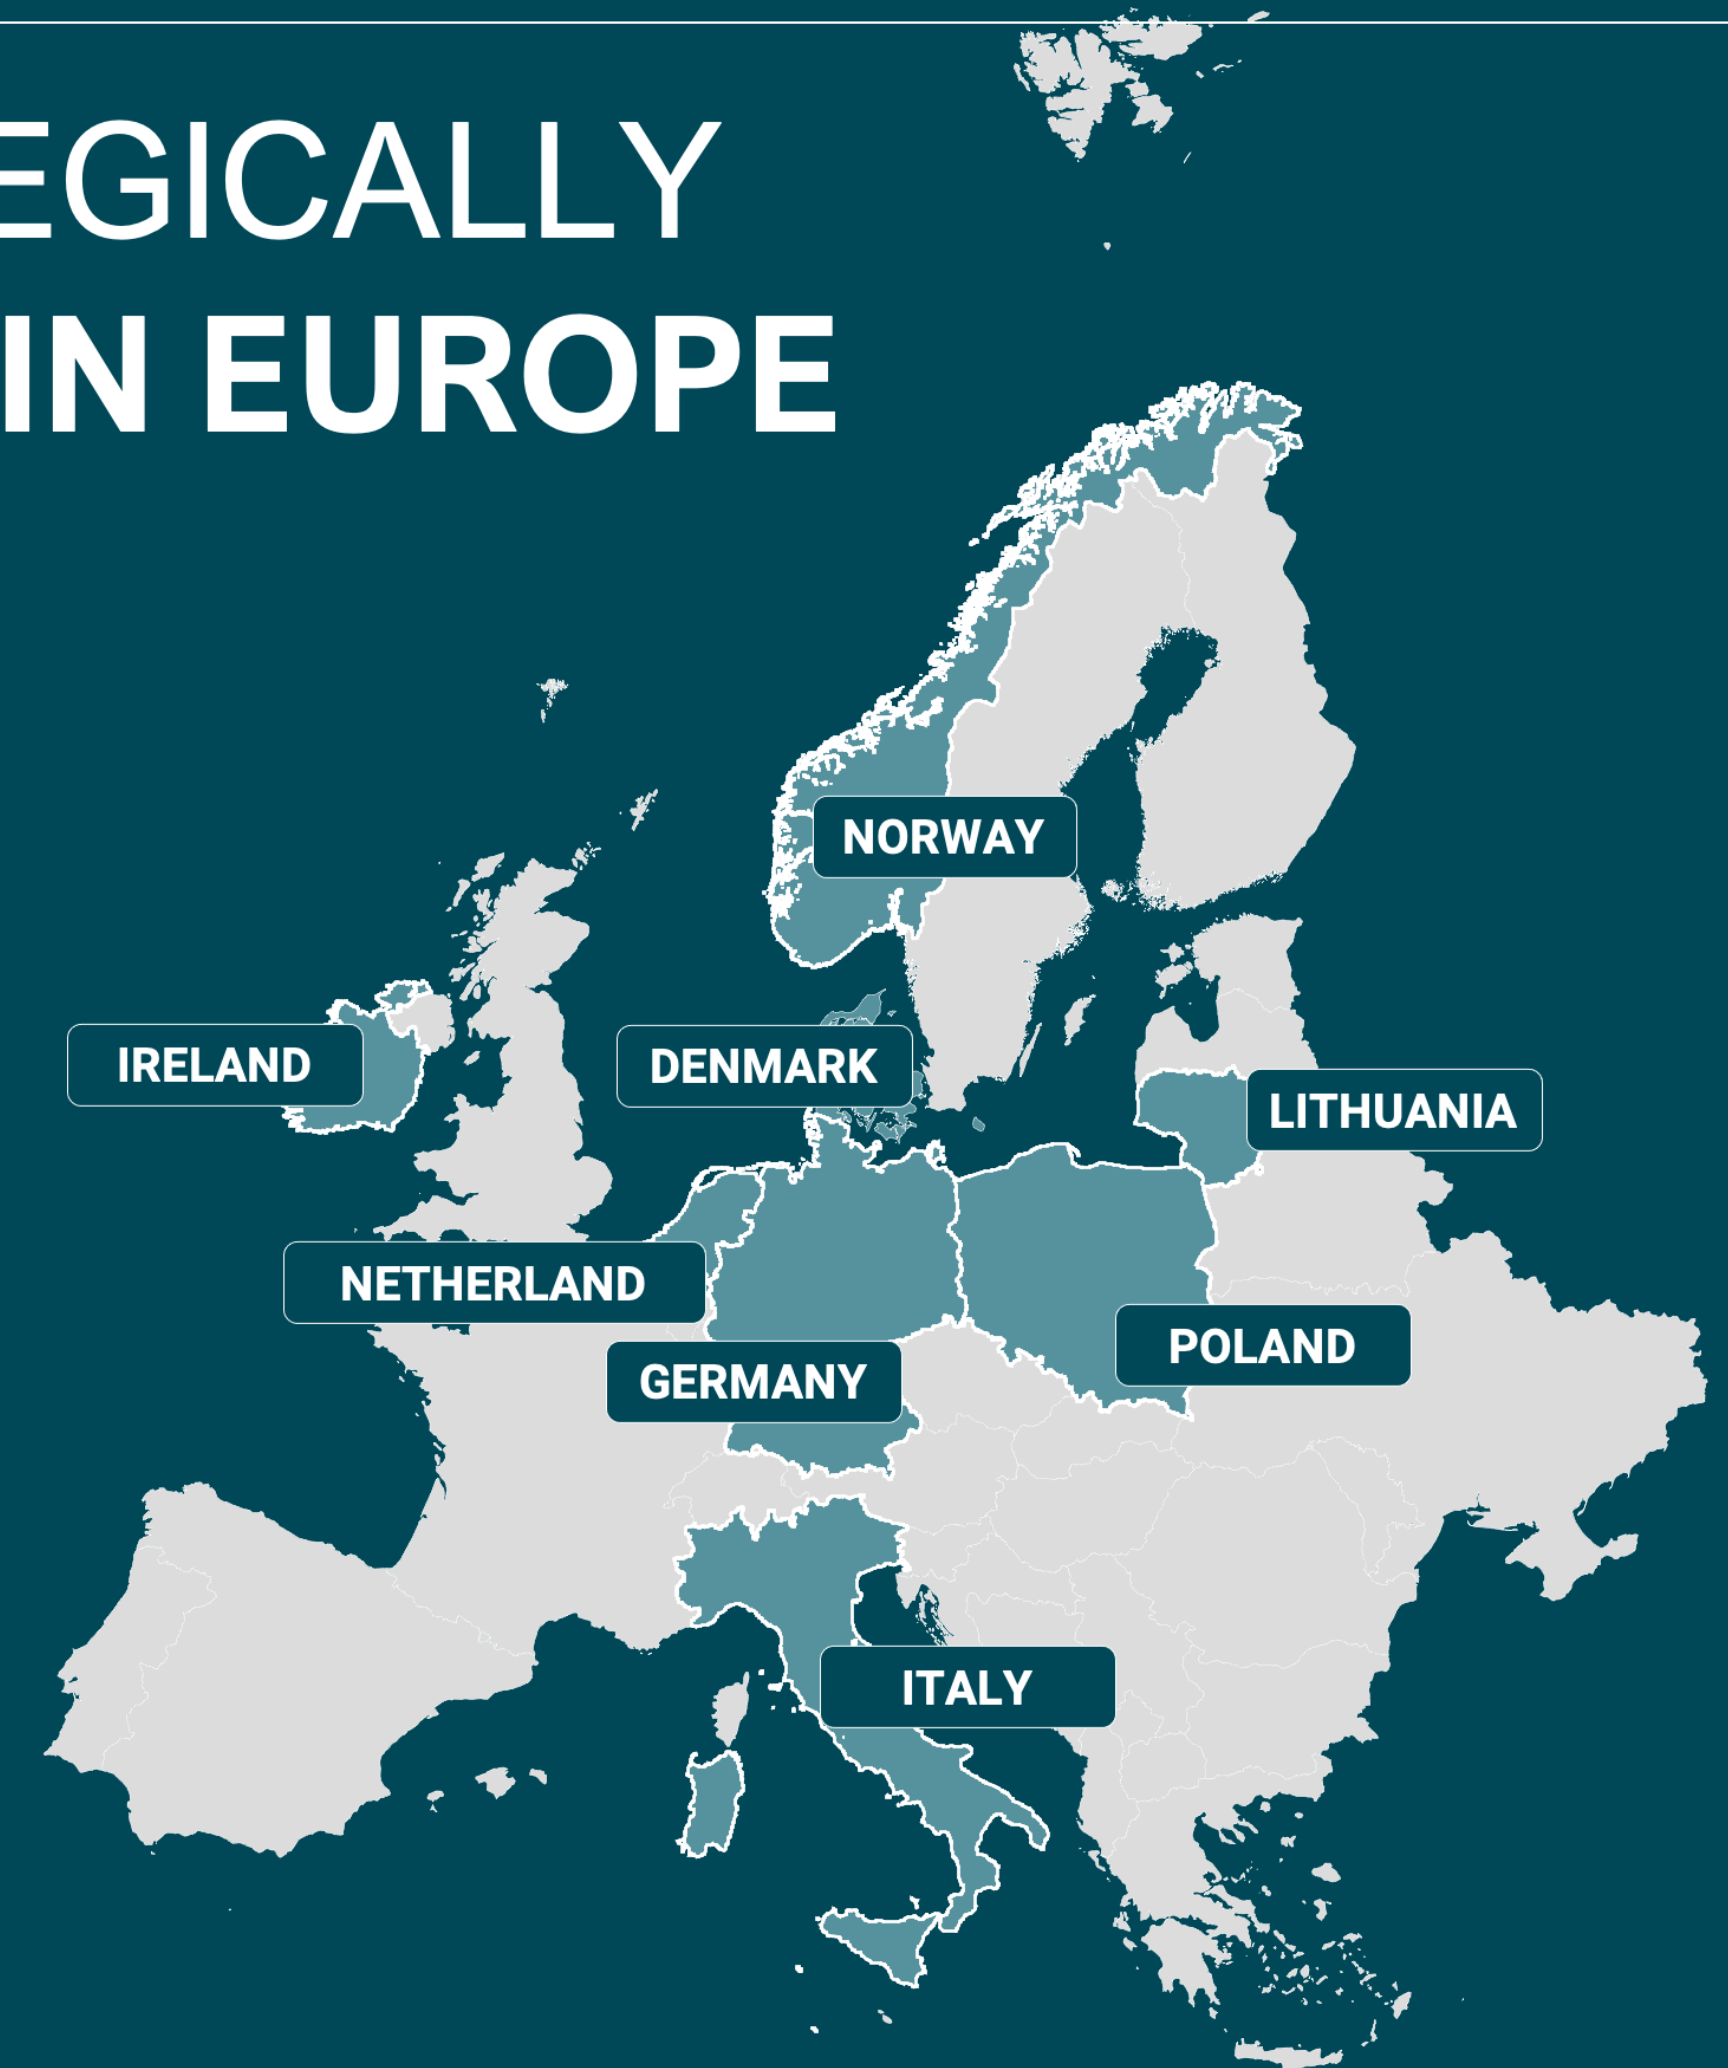 EGICALLY
IN EUROPE
NORWAY
IRELAND
DENMARK
LITHUANIA
NETHERLAND
POLAND
GERMANY
ITALY